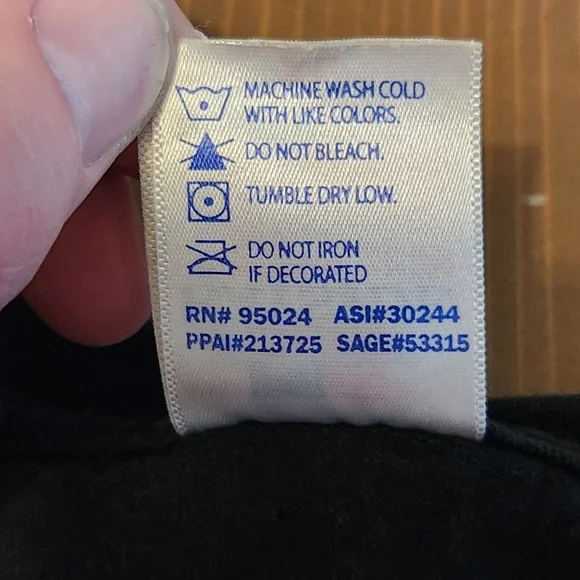 MACHINE WASH COLD
WITH LIKE COLORS.
DO NOT BLEACH.
TUMBLE DRY LOW.
DO NOT IRON
IF DECORATED
RN# 95024 ASI#30244
PPAI#213725 SAGE#53315